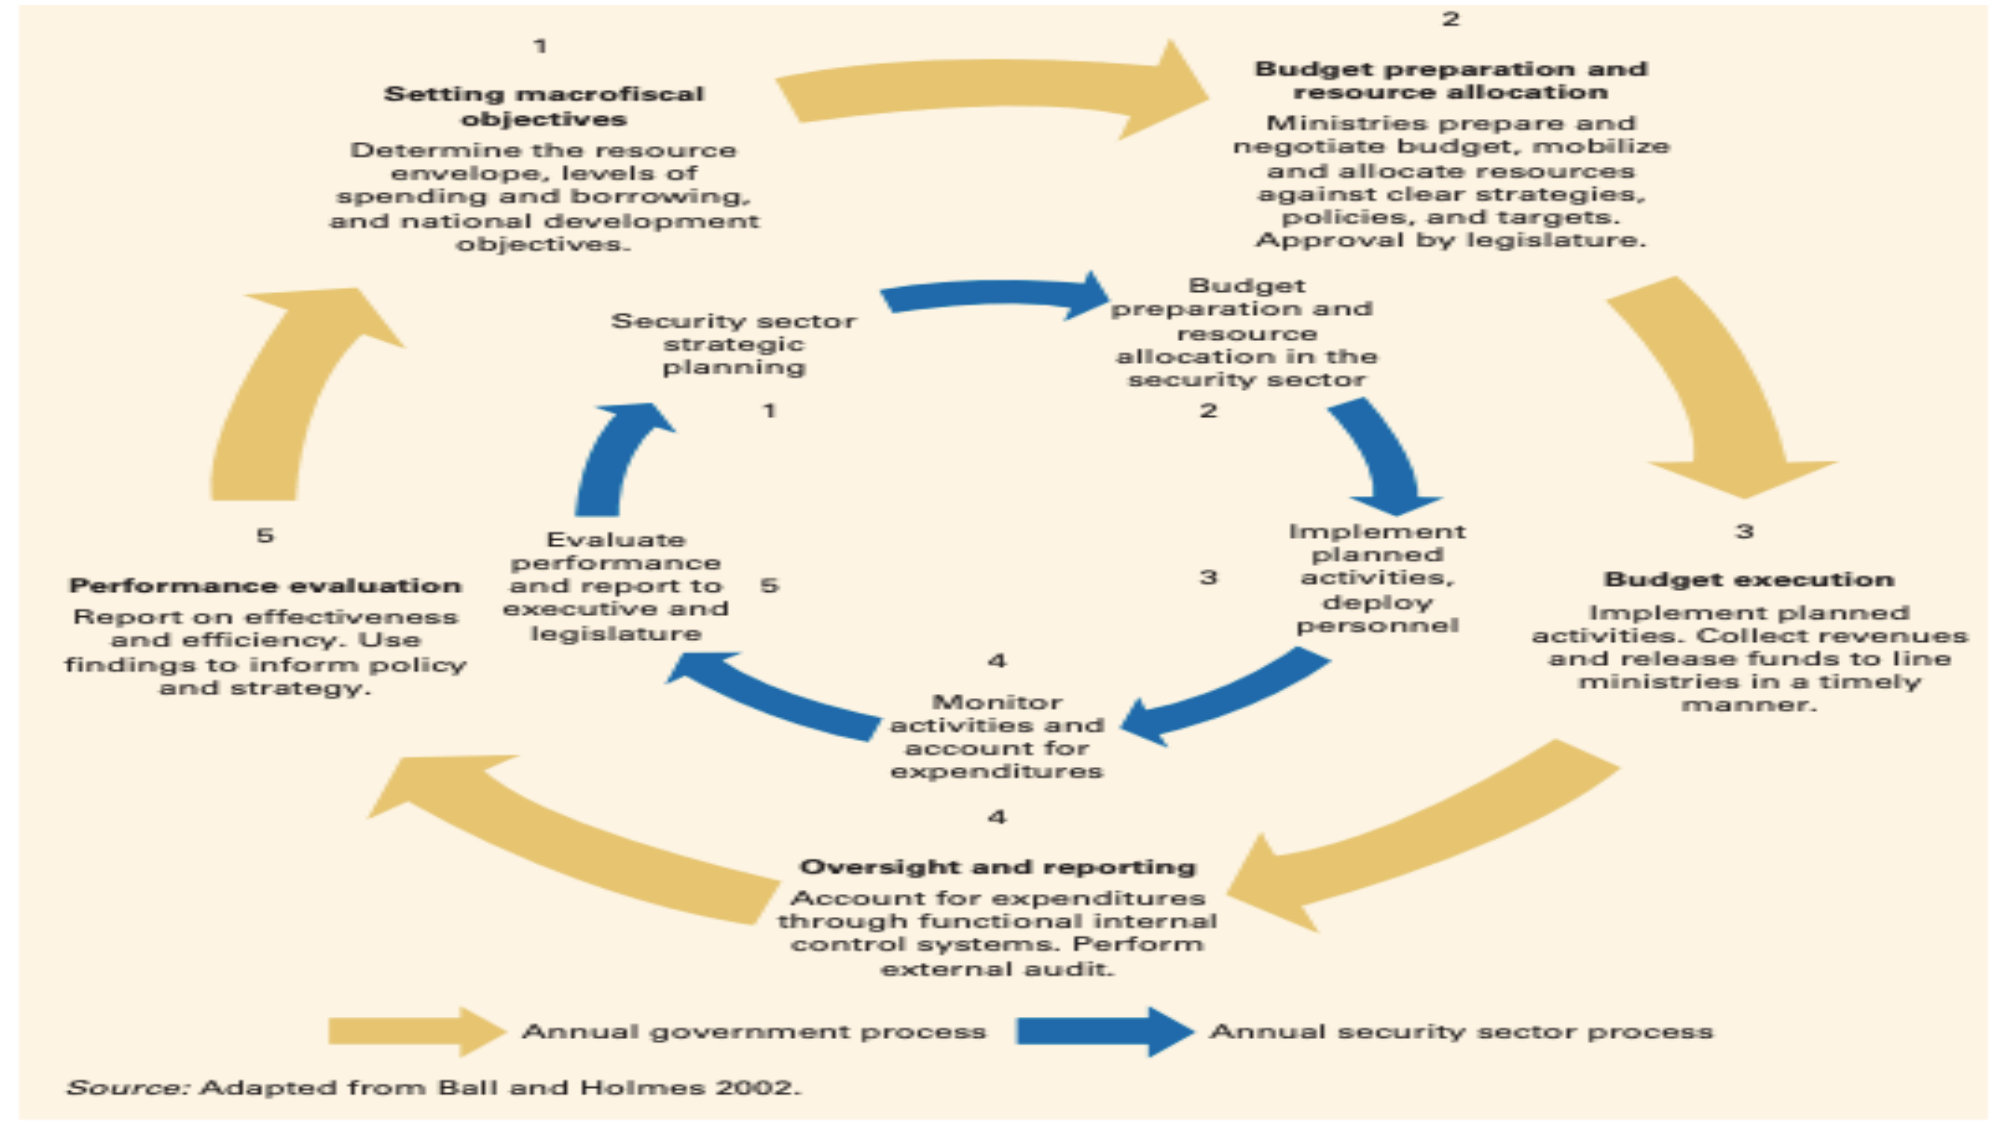 1
Setting macrofiscal
objectives
Determine the resource
envelope, levels of
spending and borrowing,
and national development
objectives.
2
Budget preparation and
resource allocation
Ministries prepare and
negotiate budget, mobilize
and allocate resources
against clear strategies,
policies, and targets.
Approval by legislature.
Security sector
strategic
planning
1
Budget
preparation and
resource
allocation in the
security sector
2
5
Performance evaluation
Report on effectiveness
and efficiency. Use
findings to inform policy
and strategy.
Evaluate
performance
and report to
executive and
legislature
5
3
Implement
planned
activities,
deploy
personnel
3
Budget execution
Implement planned
activities. Collect revenues
and release funds to line
ministries in a timely
manner.
4
Monitor
activities and
account for
expenditures
4
Oversight and reporting
Account for expenditures
through functional internal
control systems. Perform
external audit.
Annual government process
Annual security sector process
Source: Adapted from Ball and Holmes 2002.